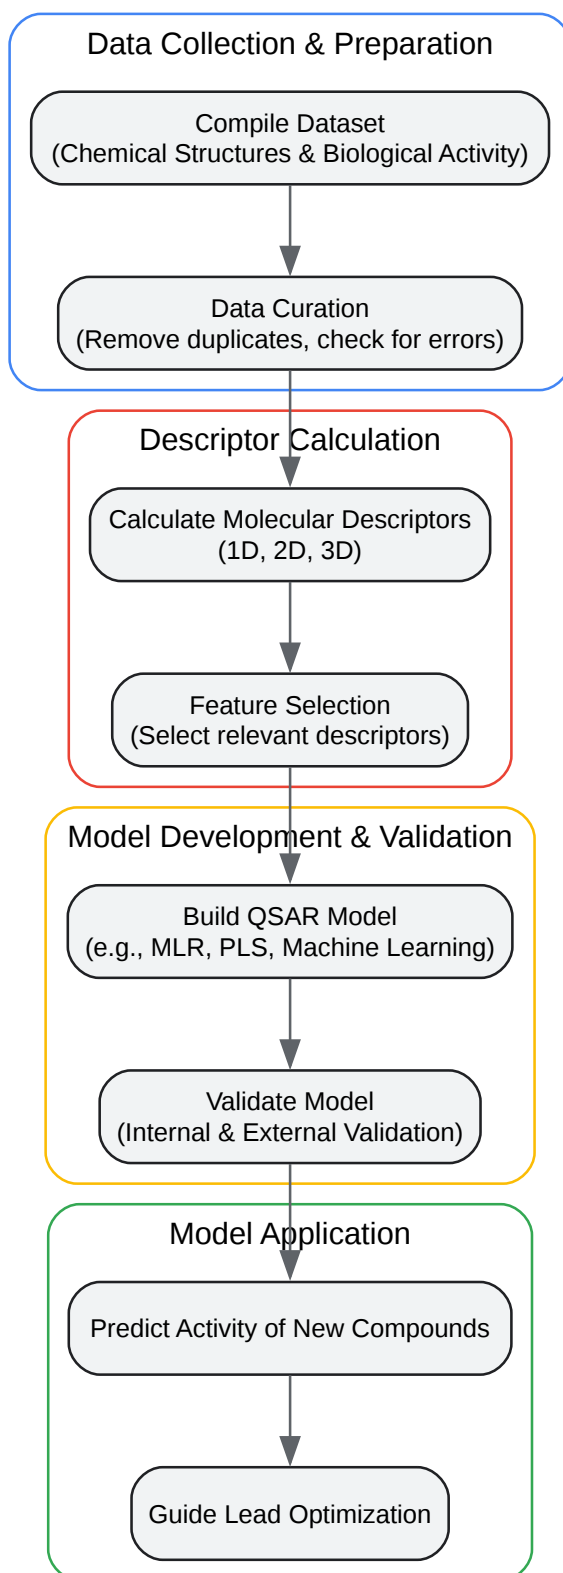 Data Collection & Preparation
Compile Dataset
(Chemical Structures & Biological Activity)
Data Curation
(Remove duplicates, check for errors)
Descriptor Calculation
Calculate Molecular Descriptors
(1D, 2D, 3D)
Feature Selection
(Select relevant descriptors)
Model Development & Validation
Build QSAR Model
(e.g., MLR, PLS, Machine Learning)
Validate Model
(Internal & External Validation)
Model Application
Predict Activity of New Compounds
Guide Lead Optimization